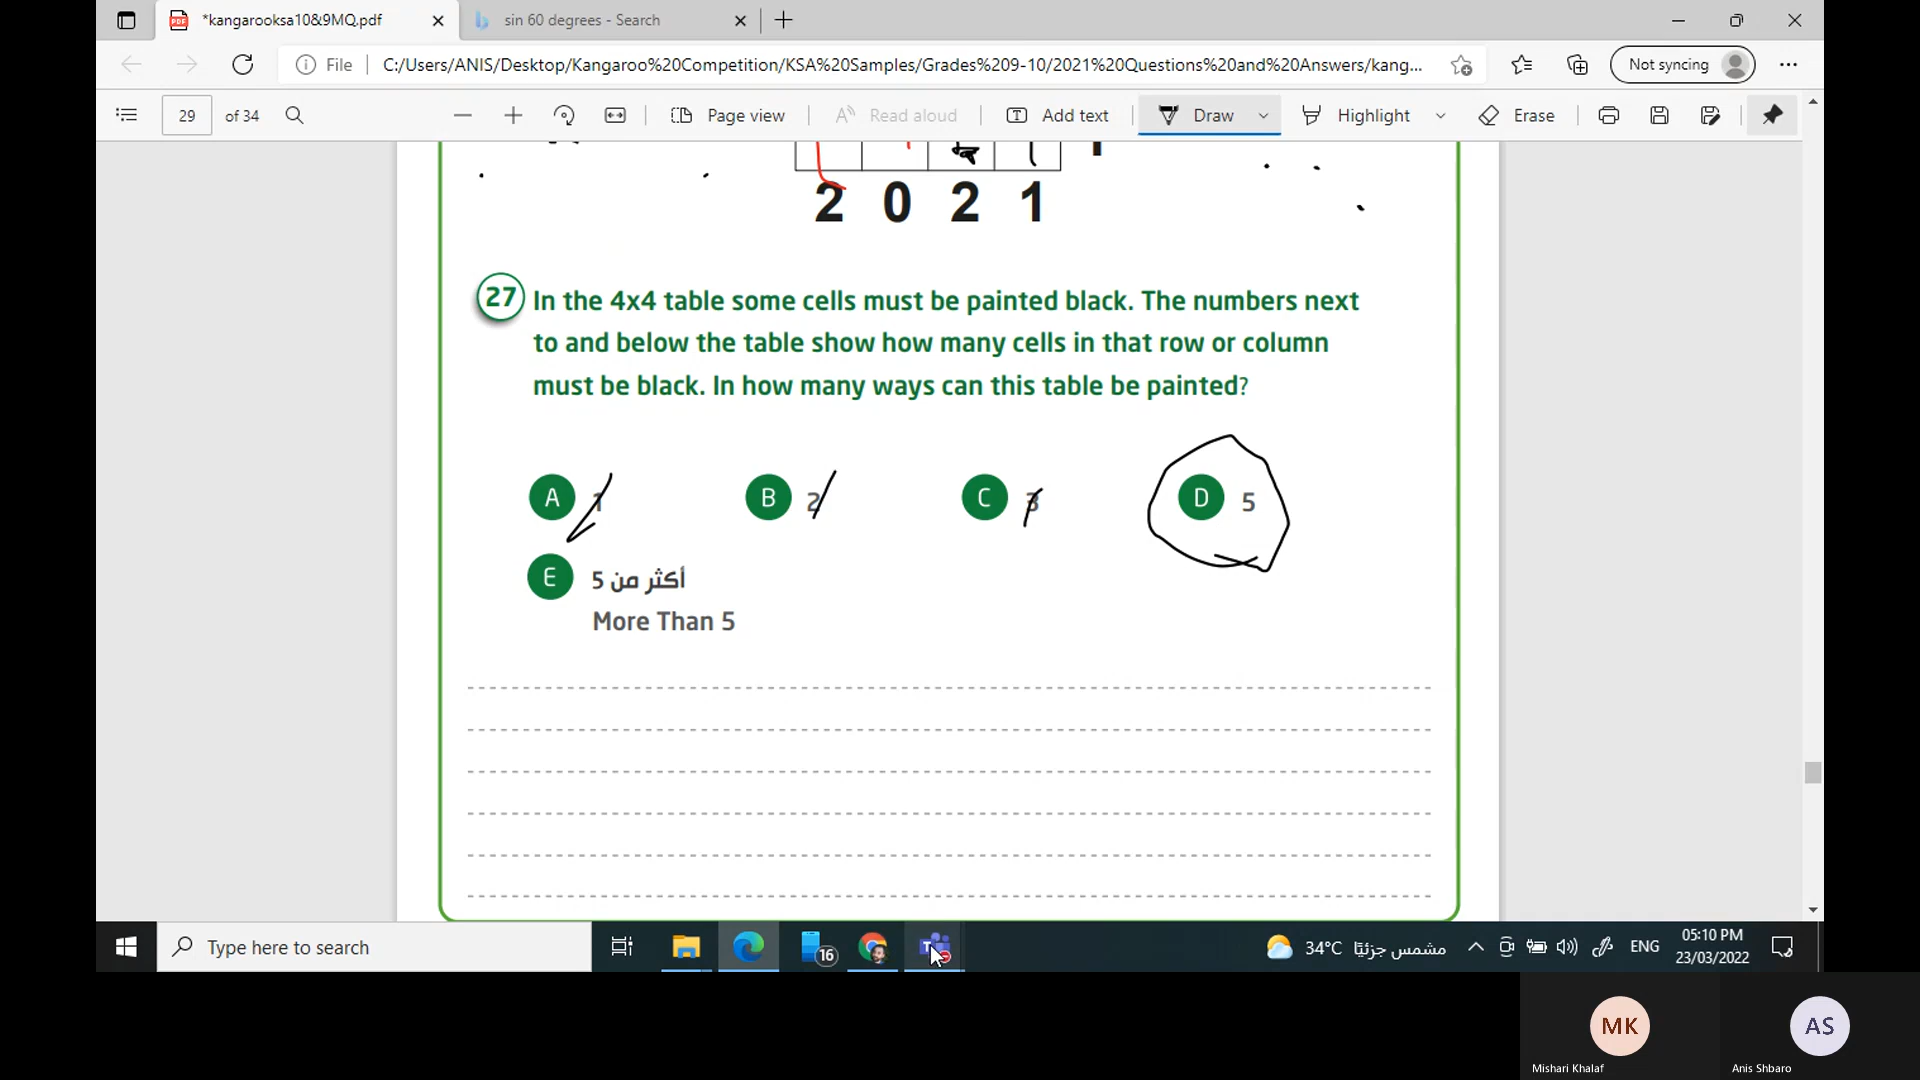 *kangarooksa10&9MQ.pdf
sin 60 degrees - Search
File
C:/Users/ANIS/Desktop/Kangaroo%20Competition/KSA%20Samples/Grades%209-10/2021%20Questions%20and%20Answers/kang...
Not syncing
29 of 34
Page view
Read aloud
Add text
Draw
Highlight
Erase
2 0 2 1
27 In the 4x4 table some cells must be painted black. The numbers next
to and below the table show how many cells in that row or column
must be black. In how many ways can this table be painted?
A 1 B 2 C 3 D 5
E أكثر من 5
More Than 5
Type here to search
16
34°C مشمس جزئيًا
ENG
05:10 PM
23/03/2022
MK
AS
Mishari Khalaf
Anis Shbaro